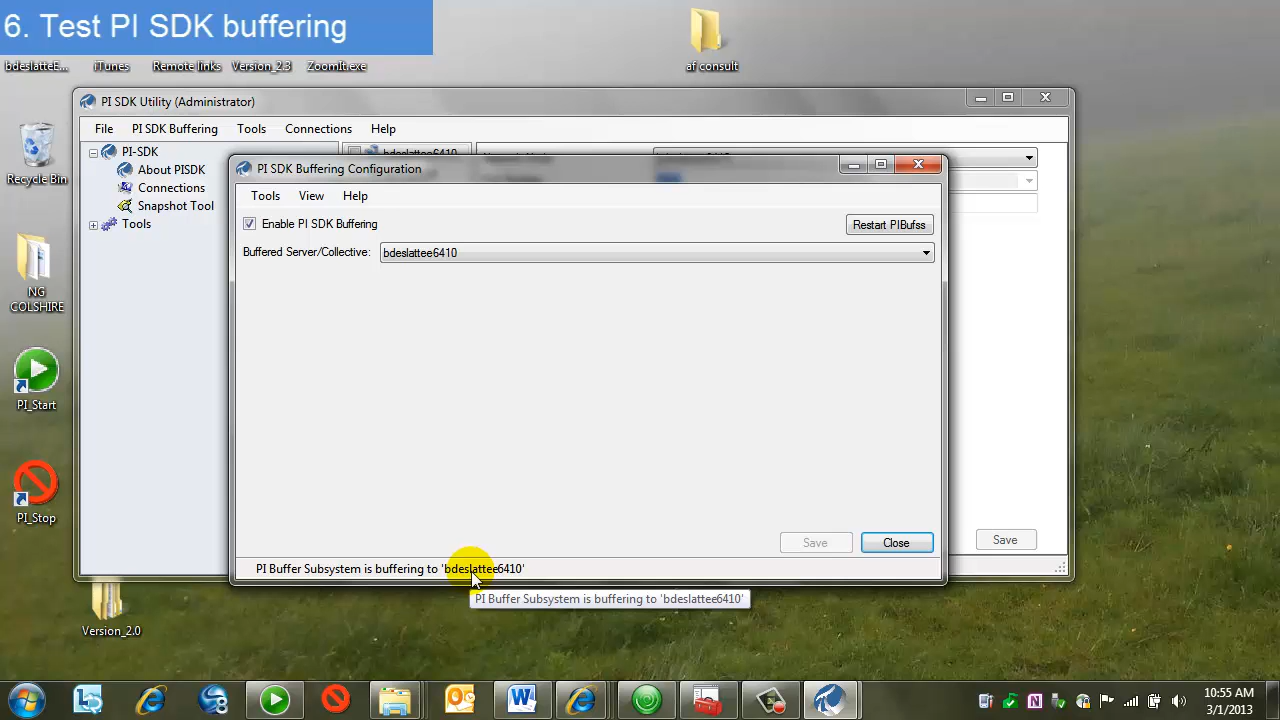 6. Test PI SDK buffering
bdeslatteE...
iTunes
Remote links
Version_2.3
ZoomIt.exe
af consult
Recycle Bin
NG
COLSHIRE
PI_Start
PI_Stop
Version_2.0
PI SDK Utility (Administrator)
File PI SDK Buffering Tools Connections Help
PI-SDK
About PISDK
Connections
Snapshot Tool
Tools
bdeslattee6410
PI SDK Buffering Configuration
Tools View Help
Enable PI SDK Buffering
Restart PIBufss
Buffered Server/Collective: bdeslattee6410
Save Close
Save
PI Buffer Subsystem is buffering to 'bdeslattee6410'
PI Buffer Subsystem is buffering to 'bdeslattee6410'
10:55 AM
3/1/2013